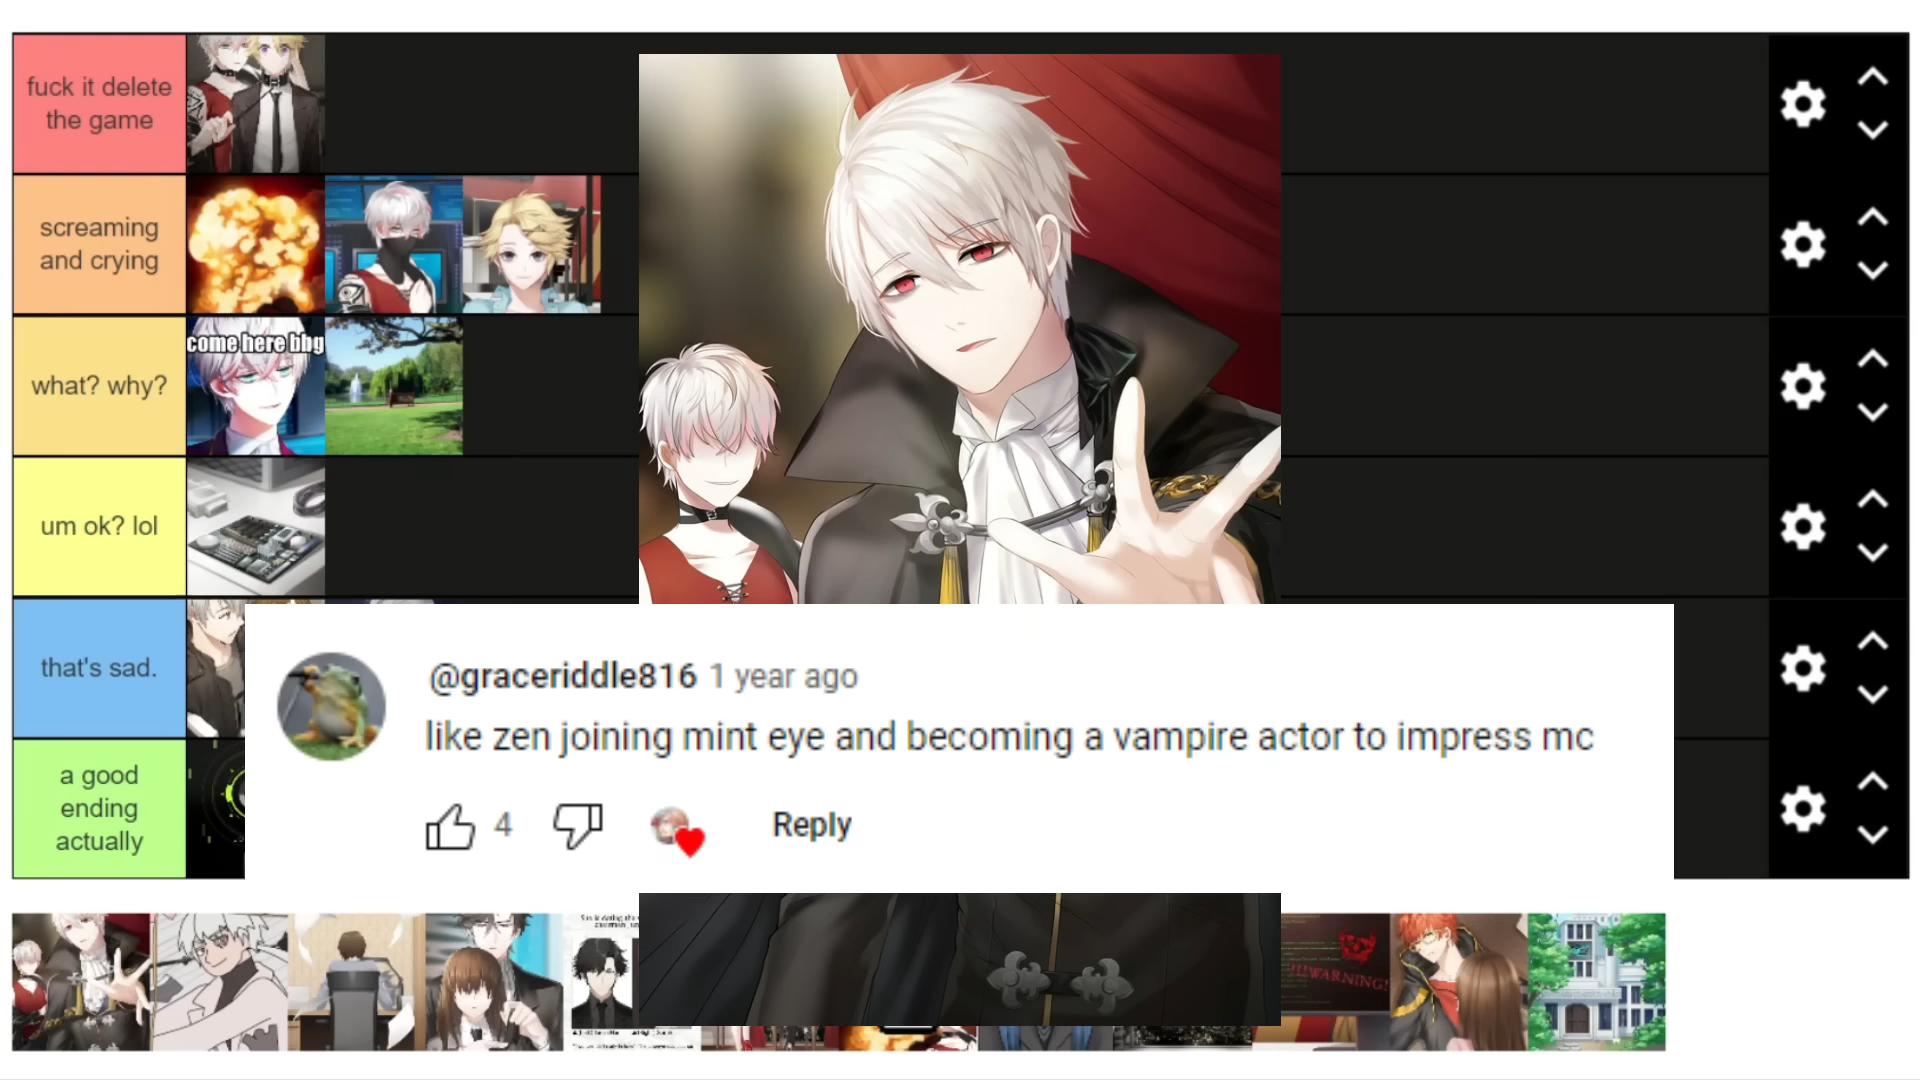 fuck it delete
the game
screaming
and crying
come here bbg
what? why?
um ok? lol
that's sad.
@graceriddle816 1 year ago
like zen joining mint eye and becoming a vampire actor to impress mc
4
Reply
a good
ending
actually
!!!WARNING!